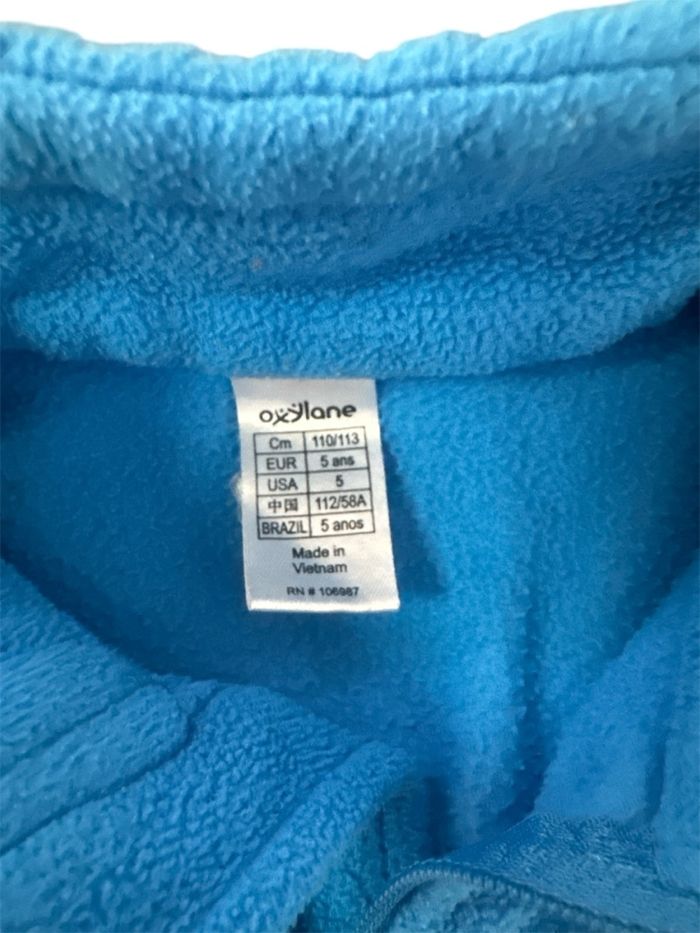 oxylane
Cm 110/113
EUR 5 ans
USA 5
中国 112/58A
BRAZIL 5 anos
Made in
Vietnam
RN # 106987